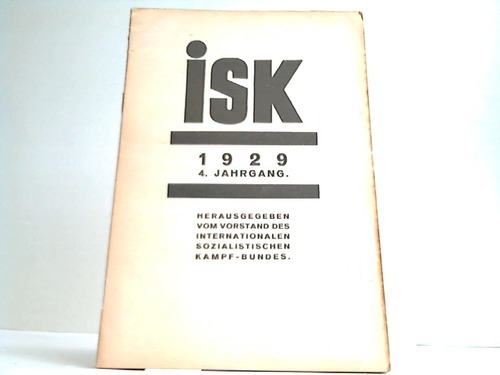 iSK
1929
4. JAHRGANG.
HERAUSGEGEBEN
VOM VORSTAND DES
INTERNATIONALEN
SOZIALISTISCHEN
KAMPF-BUNDES.